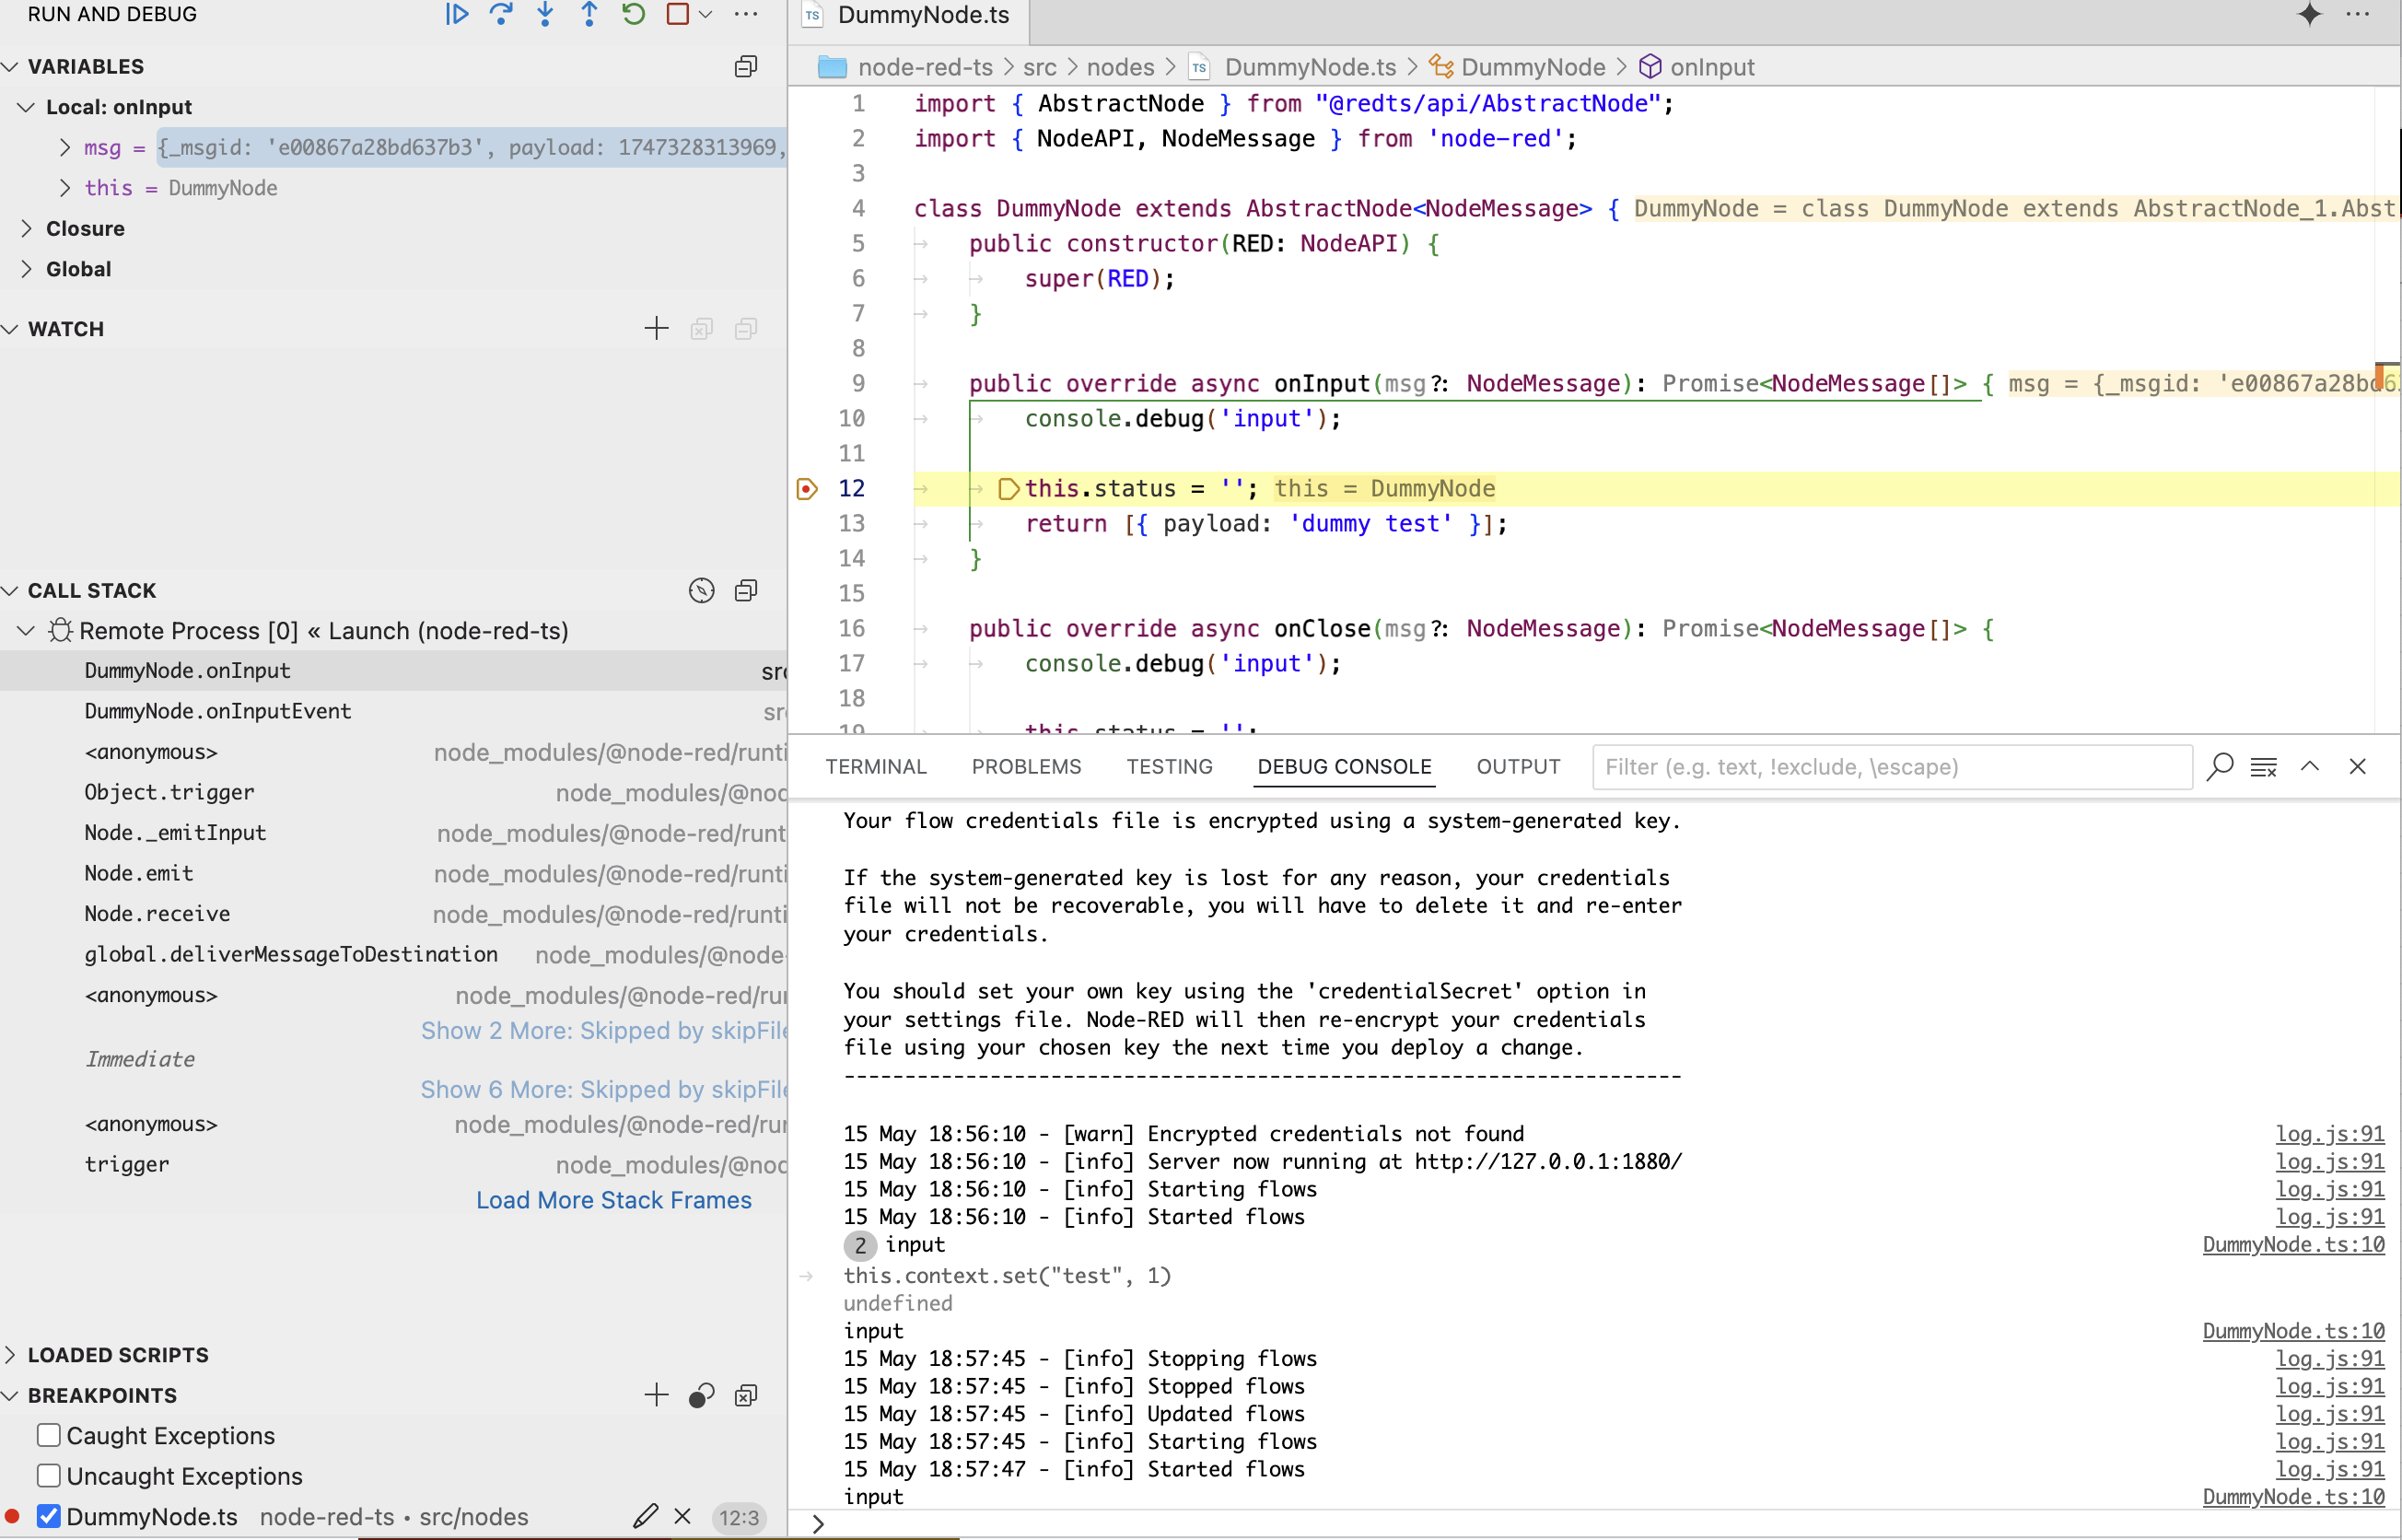 RUN AND DEBUG
VARIABLES
Local: onInput
msg = {_msgid: 'e00867a28bd637b3', payload: 1747328313969,
this = DummyNode
Closure
Global
WATCH
CALL STACK
Remote Process [0] « Launch (node-red-ts)
DummyNode.onInput src
DummyNode.onInputEvent sr
<anonymous> node_modules/@node-red/runti
Object.trigger node_modules/@nod
Node._emitInput node_modules/@node-red/runt
Node.emit node_modules/@node-red/runti
Node.receive node_modules/@node-red/runti
global.deliverMessageToDestination node_modules/@node-
<anonymous> node_modules/@node-red/ru
Show 2 More: Skipped by skipFile
Immediate
Show 6 More: Skipped by skipFile
<anonymous> node_modules/@node-red/ru
trigger node_modules/@nod
Load More Stack Frames
LOADED SCRIPTS
BREAKPOINTS
Caught Exceptions
Uncaught Exceptions
DummyNode.ts node-red-ts • src/nodes 12:3
TS DummyNode.ts
node-red-ts > src > nodes > TS DummyNode.ts > DummyNode > onInput
1 import { AbstractNode } from "@redts/api/AbstractNode";
2 import { NodeAPI, NodeMessage } from 'node-red';
3
4 class DummyNode extends AbstractNode<NodeMessage> { DummyNode = class DummyNode extends AbstractNode_1.Abst
5 public constructor(RED: NodeAPI) {
6 super(RED);
7 }
8
9 public override async onInput(msg?: NodeMessage): Promise<NodeMessage[]> { msg = {_msgid: 'e00867a28bd6
10 console.debug('input');
11
12 this.status = ''; this = DummyNode
13 return [{ payload: 'dummy test' }];
14 }
15
16 public override async onClose(msg?: NodeMessage): Promise<NodeMessage[]> {
17 console.debug('input');
18
19 this.status = '';
TERMINAL PROBLEMS TESTING DEBUG CONSOLE OUTPUT Filter (e.g. text, !exclude, \escape)
Your flow credentials file is encrypted using a system-generated key.
If the system-generated key is lost for any reason, your credentials
file will not be recoverable, you will have to delete it and re-enter
your credentials.
You should set your own key using the 'credentialSecret' option in
your settings file. Node-RED will then re-encrypt your credentials
file using your chosen key the next time you deploy a change.
---------------------------------------------------------------------
15 May 18:56:10 - [warn] Encrypted credentials not found log.js:91
15 May 18:56:10 - [info] Server now running at http://127.0.0.1:1880/ log.js:91
15 May 18:56:10 - [info] Starting flows log.js:91
15 May 18:56:10 - [info] Started flows log.js:91
2 input DummyNode.ts:10
this.context.set("test", 1)
undefined
input DummyNode.ts:10
15 May 18:57:45 - [info] Stopping flows log.js:91
15 May 18:57:45 - [info] Stopped flows log.js:91
15 May 18:57:45 - [info] Updated flows log.js:91
15 May 18:57:45 - [info] Starting flows log.js:91
15 May 18:57:47 - [info] Started flows log.js:91
input DummyNode.ts:10